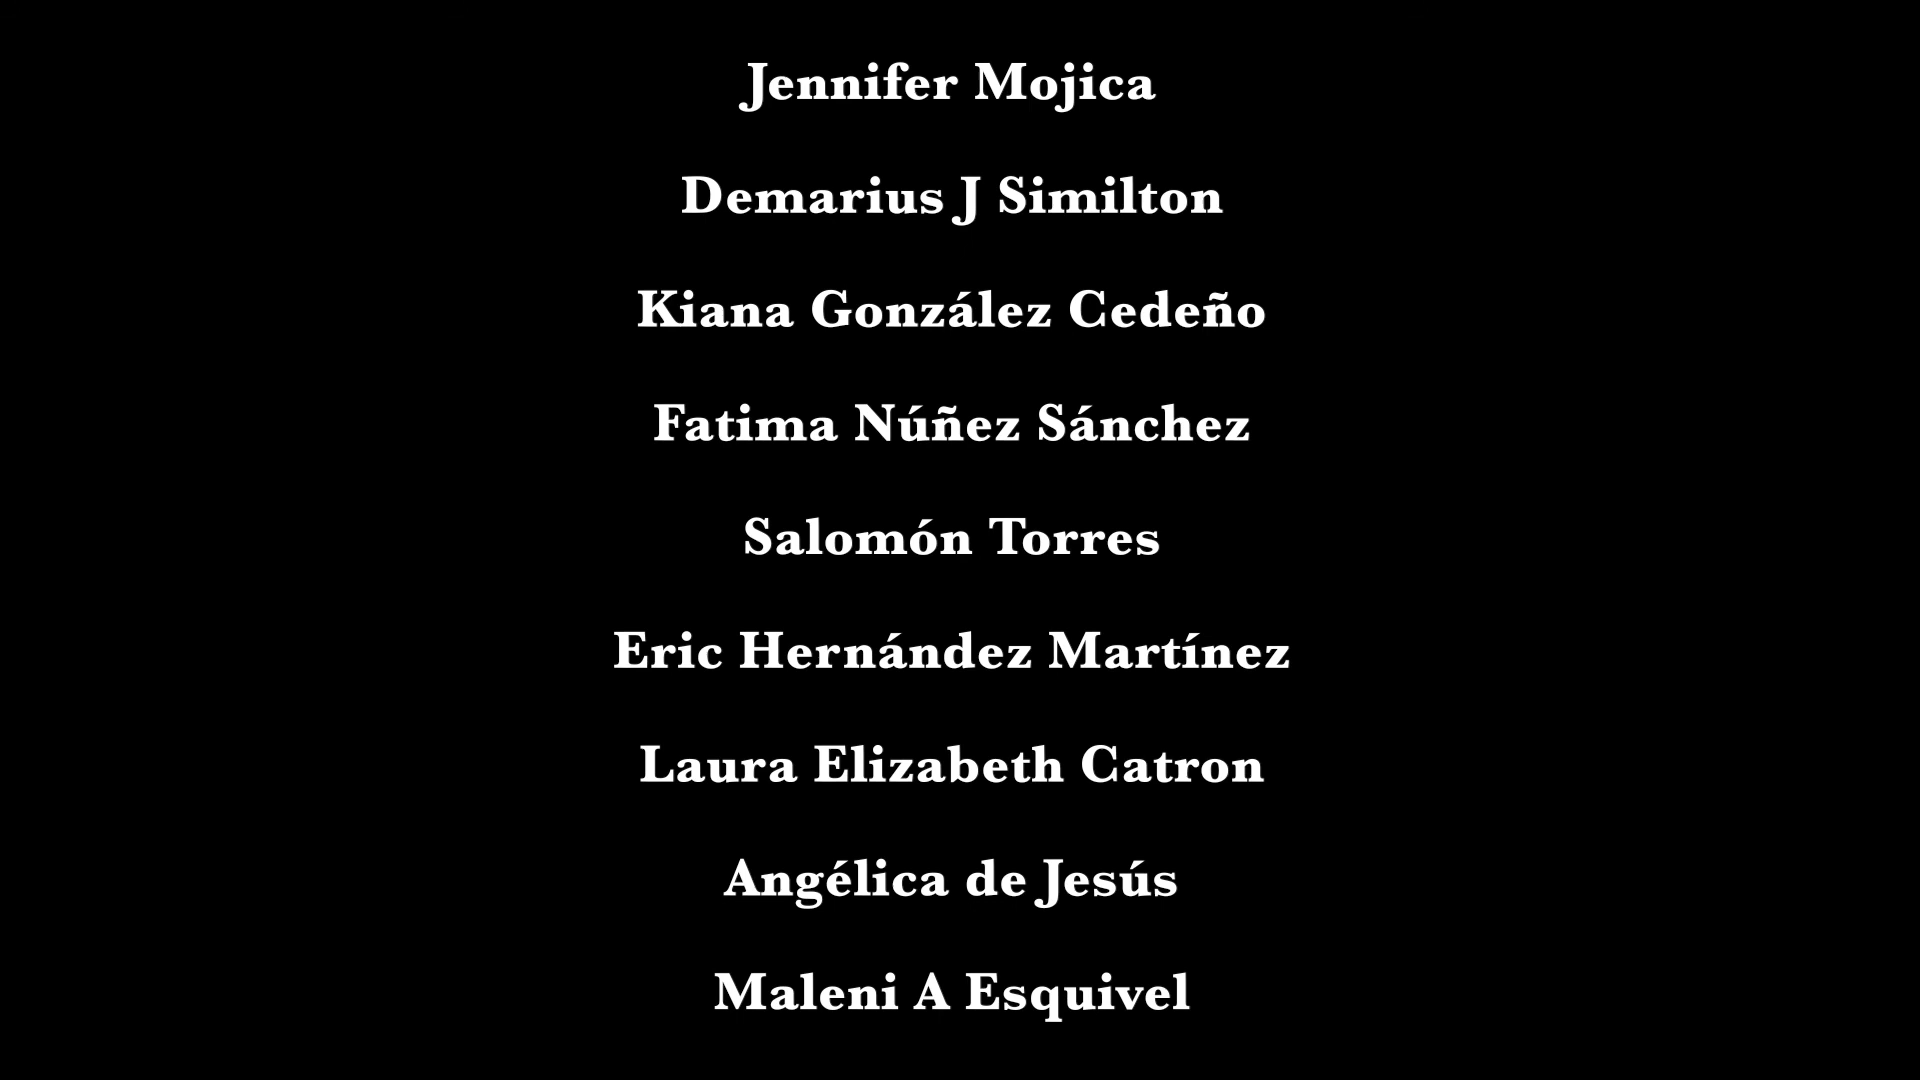 Jennifer Mojica
Demarius J Similton
Kiana González Cedeño
Fatima Núñez Sánchez
Salomón Torres
Eric Hernández Martínez
Laura Elizabeth Catron
Angélica de Jesús
Maleni A Esquivel